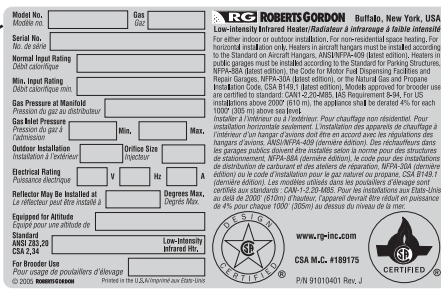 Model No.
Modèle no.
Gas
Gaz
Serial No.
No. de série
Normal Input Rating
Débit calorifique
Min. Input Rating
Débit calorifique min.
Gas Pressure at Manifold
Pression du gaz au distributeur
Gas Inlet Pressure
Pression du gaz à
l'admission
Min.
Max.
Outdoor Installation
Installation à l'extérieur
Orifice Size
Injecteur
Electrical Rating
Puissance électrique
V
Hz
A
Reflector May Be Installed at
Le réflecteur peut être installé à
Degrees Max,
Degrés Max.
Equipped for Altitude
Équipé pour une altitude de
Standard
ANSI Z83,20
CSA 2,34
Low-Intensity
Infrared Htr.
For Brooder Use
Pour usage de poulaillers d'élevage
© 2005 ROBERTS GORDON
Printed in the U.S.A/Imprimé aux États-Unis
RG ROBERTS GORDON Buffalo, New York, USA
Low-Intensity Infrared Heater/Radiateur à infrarouge à faible intensité
For either indoor or outdoor installation. For non-residential space heating. For
horizontal installation only. Heaters in aircraft hangars must be installed according
to the Standard on Aircraft Hangars, ANSI/NFPA-409 (latest edition), Heaters in
public garages must be installed according to the Standard for Parking Structures,
NFPA-88A (latest edition), the Code for Motor Fuel Dispensing Facilities and
Repair Garages, NFPA-30A (latest edition), or the Natural Gas and Propane
Installation Code, CSA B149,1 (latest edition), Models approved for brooder use
are certified to standard: CAN1-2.20-M85, IAS Requirement 8-94, For US
installations above 2000' (610 m), the appliance shall be derated 4% for each
1000' (305 m) above sea level.
Installer à l'intérieur ou à l'extérieur. Pour chauffage non résidentiel. Pour
installation horizontale seulement. L'installation des appareils de chauffage à
l'intérieur d'un hangar d'avions doit être en accord avec les régulations des
hangars d'avions, ANSI/NFPA-409 (dernière édition). Des réchauffeurs dans
les garages publics doivent être installés selon la norme pour des structures
de stationnement, NFPA-88A (dernière édition), le code pour des installations
de distribution de carburant et des ateliers de réparation, NFPA-30A (dernière
édition) ou le code d'installation pour le gaz naturel ou propane, CSA B149.1
(dernière édition). Les modèles utilisés dans les poulaillers d'élevage sont
certifiés aux standards: CAN-1-2.20-M85. Pour les installations aux États-Unis
au delà de 2000' (610m) d'hauteur, l'appareil devrait être réduit en puissance
de 4% pour chaque 1000' (305m) au dessus du niveau de la mer.
DESIGN
CERTIFIED
www.rg-inc.com
CSA M.C. #189175
P/N 91010401 Rev. J
CERTIFIED